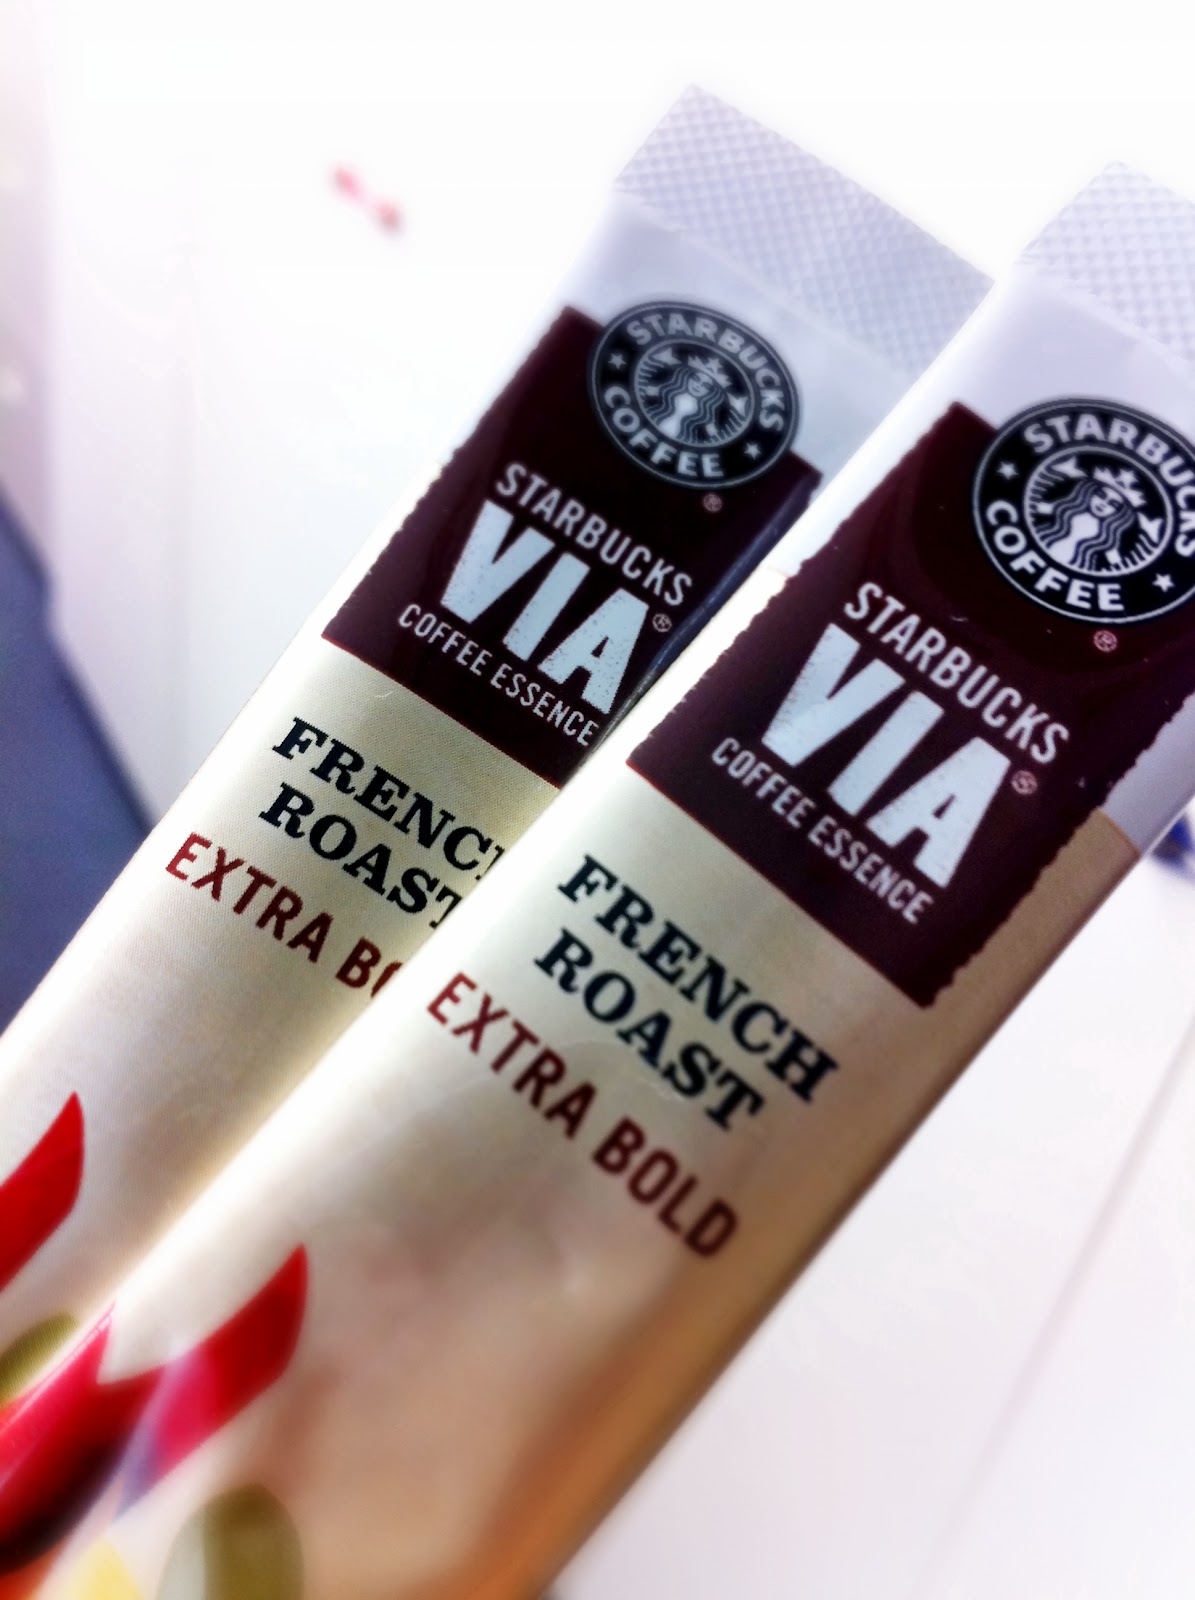 STARBUCKS
COFFEE
®
STARBUCKS
VIA®
COFFEE ESSENCE
FRENCH
ROAST
EXTRA
STARBUCKS
COFFEE
®
STARBUCKS
VIA®
COFFEE ESSENCE
FRENCH
ROAST
EXTRA BOLD